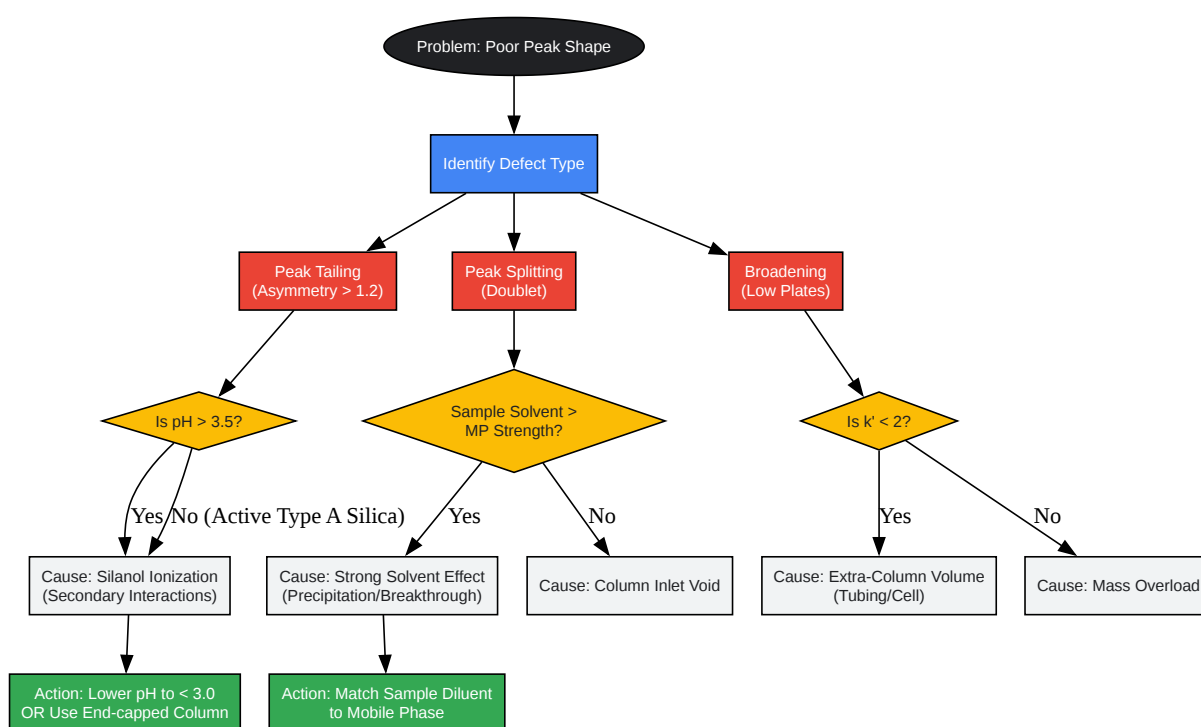 Problem: Poor Peak Shape
Identify Defect Type
Peak Tailing
(Asymmetry > 1.2)
Peak Splitting
(Doublet)
Broadening
(Low Plates)
Is pH > 3.5?
Sample Solvent >
MP Strength?
Is k' < 2?
Yes
No (Active Type A Silica)
Yes
No
Yes
No
Cause: Silanol Ionization
(Secondary Interactions)
Cause: Strong Solvent Effect
(Precipitation/Breakthrough)
Cause: Column Inlet Void
Cause: Extra-Column Volume
(Tubing/Cell)
Cause: Mass Overload
Action: Lower pH to < 3.0
OR Use End-capped Column
Action: Match Sample Diluent
to Mobile Phase